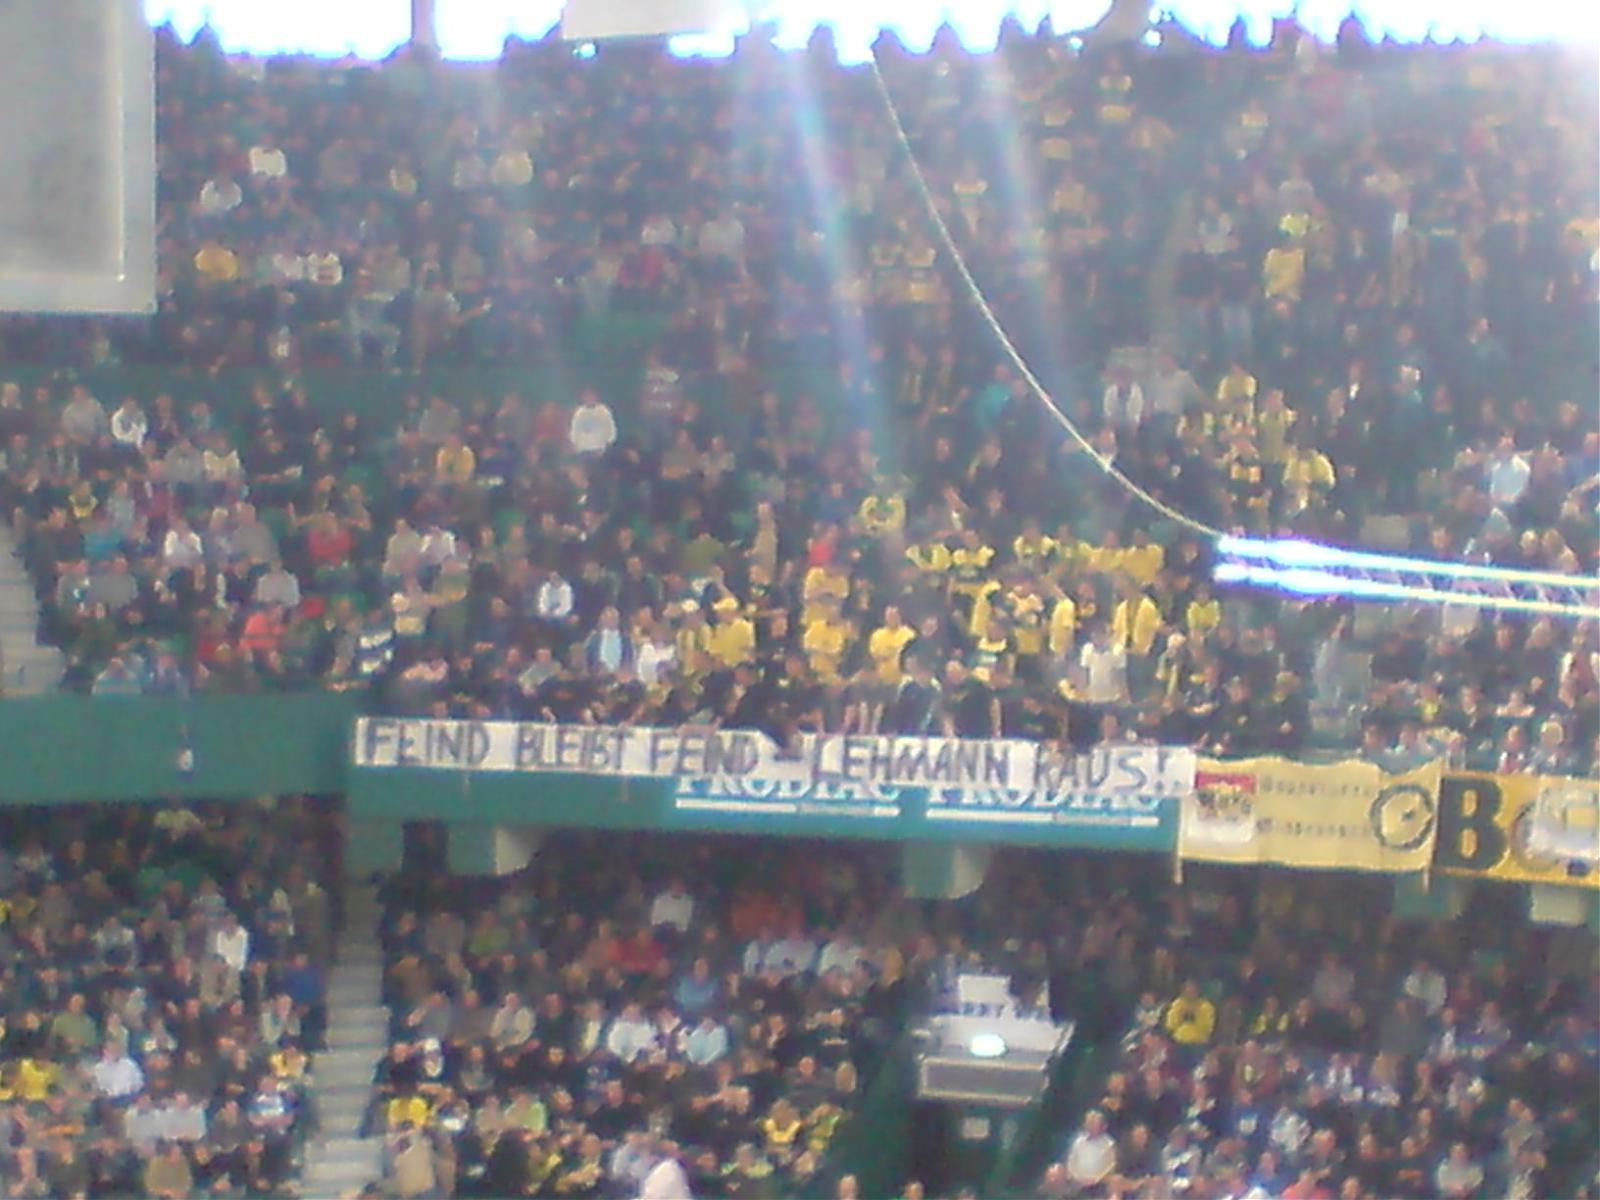 FEIND BLEIBT FEIND - LEHMANN RAUS!
PRODIAC PRODIAC
B